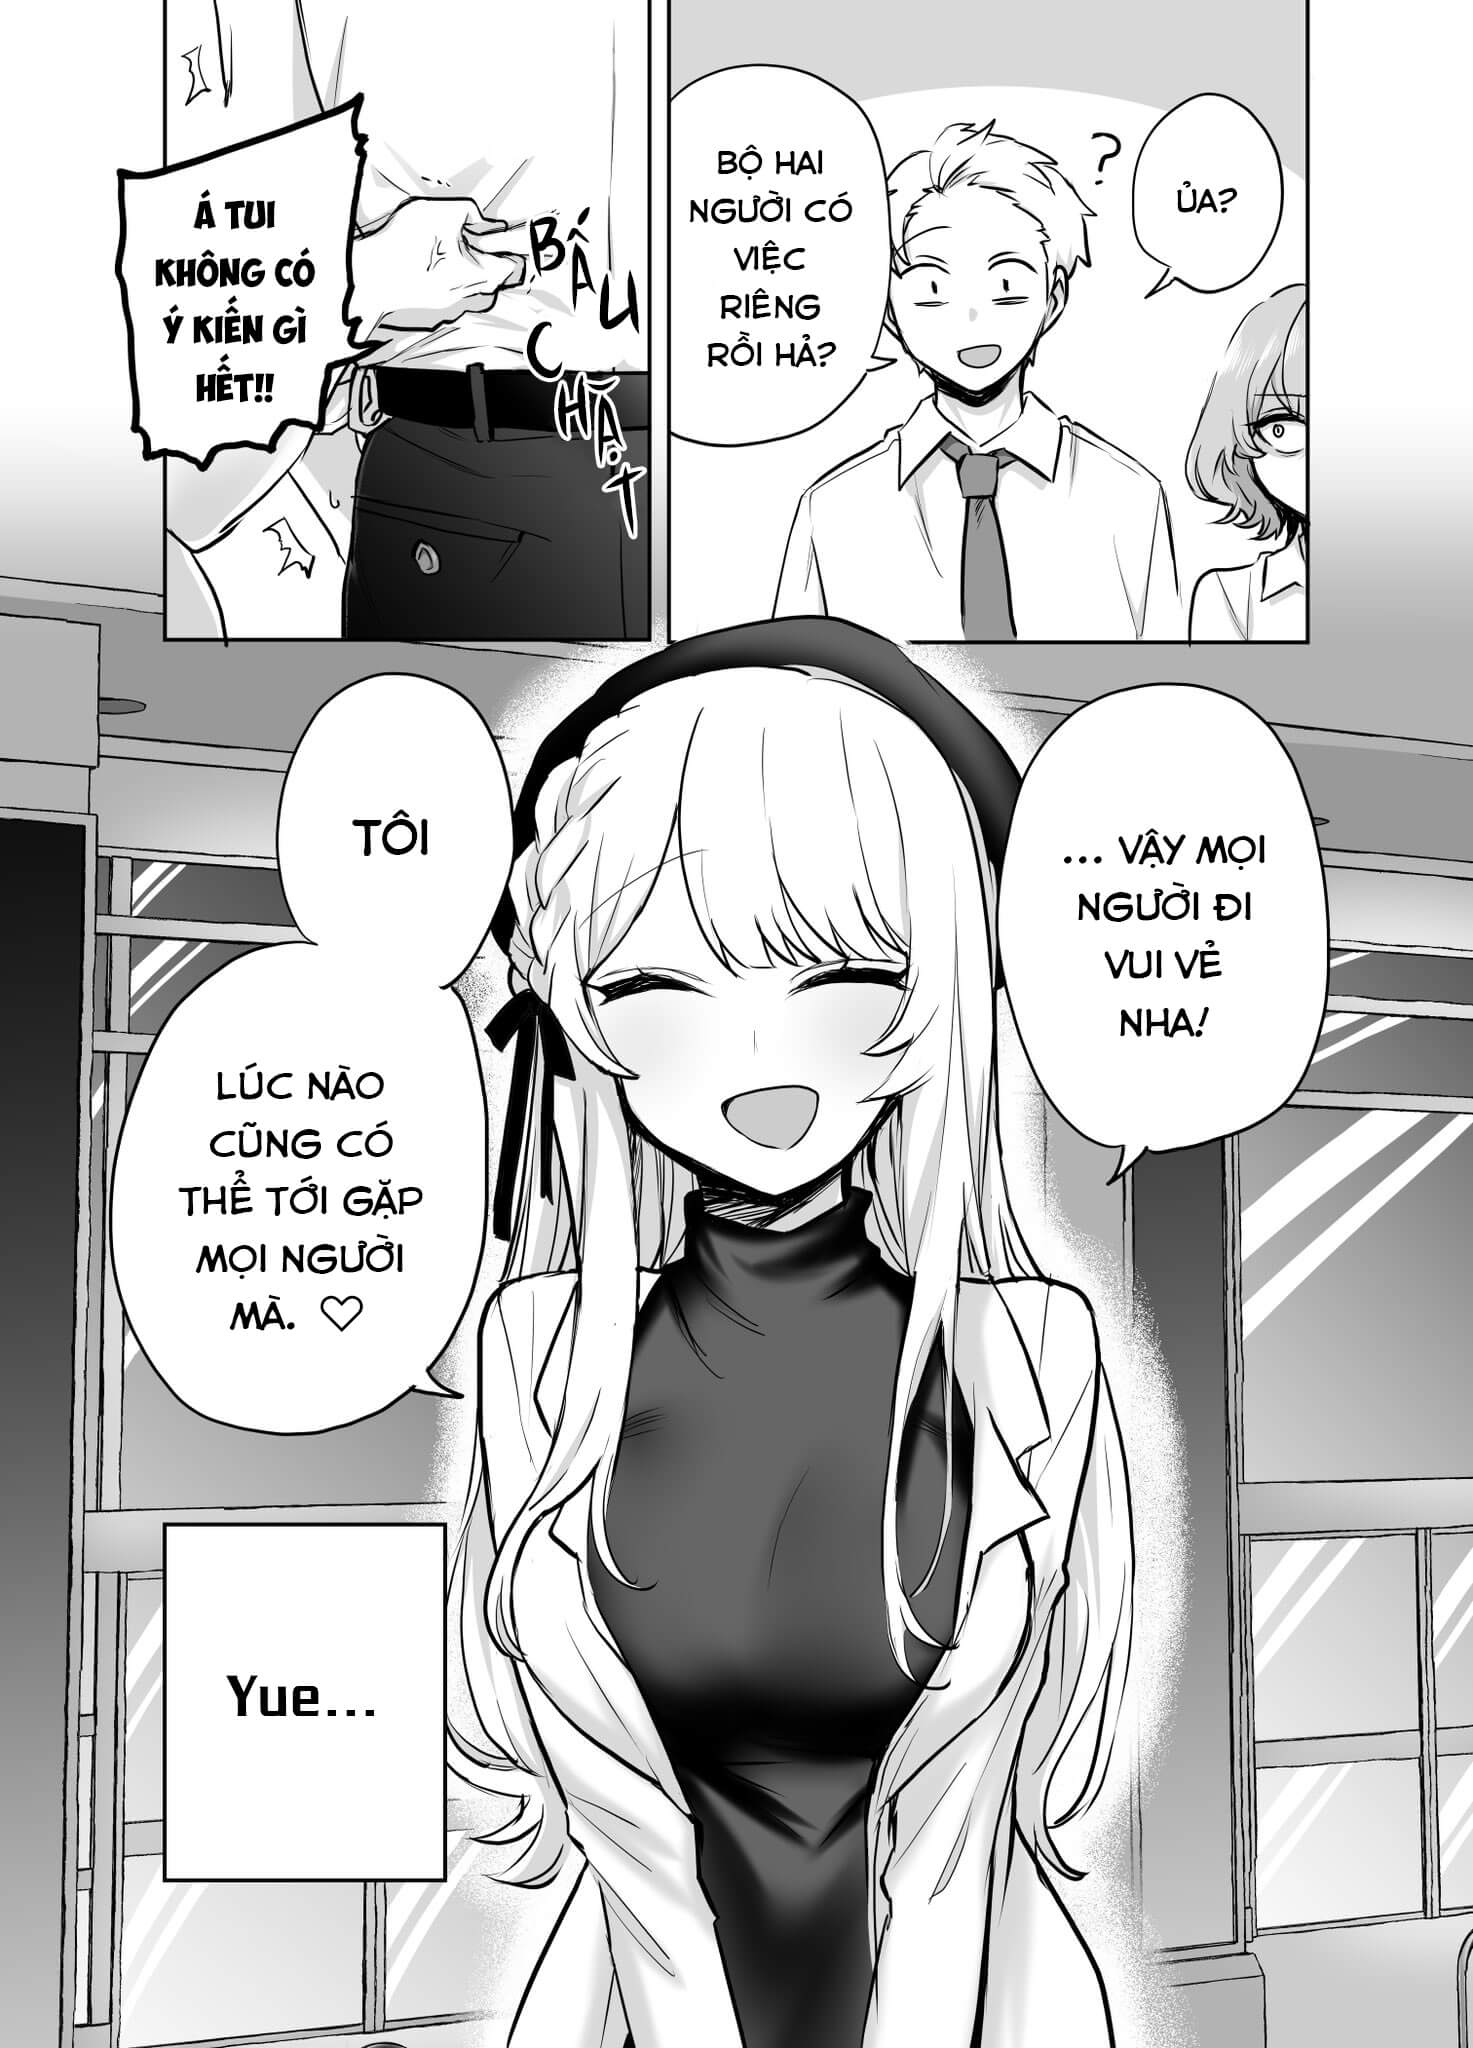 ỦA?
?
BỘ HAI
NGƯỜI CÓ
VIỆC
RIÊNG
RỒI HẢ?
BẤU CHẶT
Á TUI
KHÔNG CÓ
Ý KIẾN GÌ
HẾT!!
... VẬY MỌI
NGƯỜI ĐI
VUI VẺ
NHA!
TÔI
LÚC NÀO
CŨNG CÓ
THỂ TỚI GẶP
MỌI NGƯỜI
MÀ. ♡
Yue...